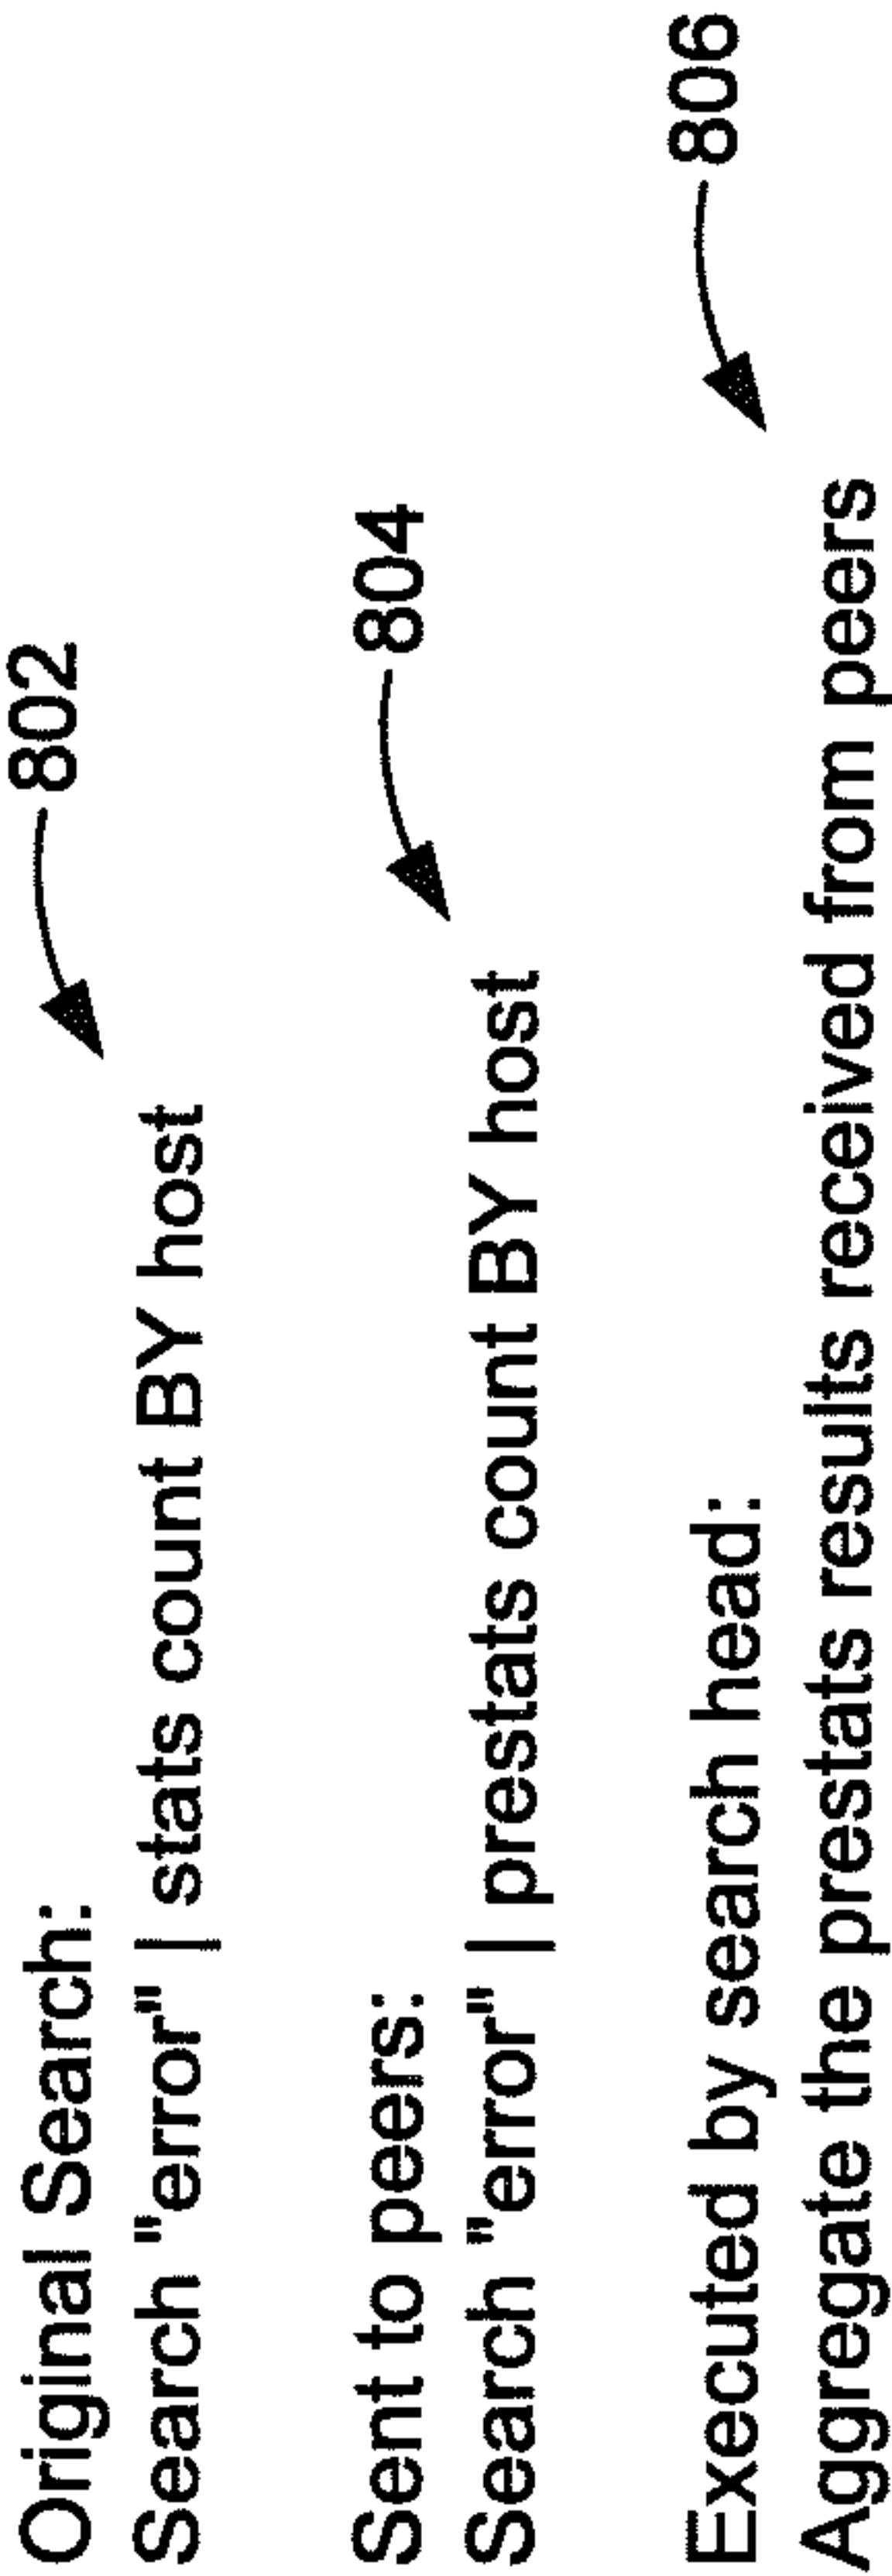 Original Search:
802
Search "error" | stats count BY host
Sent to peers:
804
Search "error" | prestats count BY host
Executed by search head:
806
Aggregate the prestats results received from peers